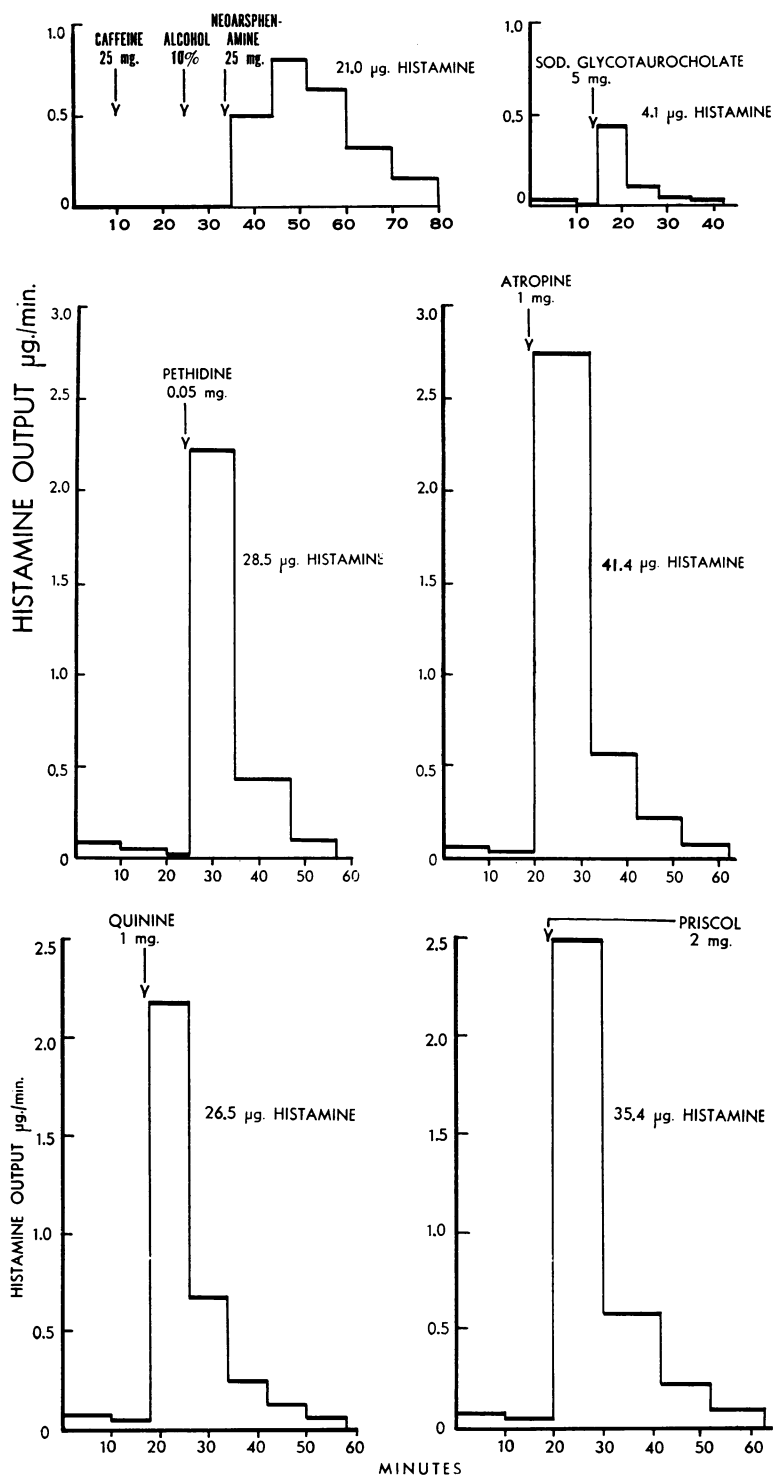 CAFFEINE
25 mg.
ALCOHOL
10%
NEOARSPHEN-
AMINE
25 mg.
21.0 µg. HISTAMINE
1.0
0.5
0
10 20 30 40 50 60 70 80
SOD. GLYCOTAUROCHOLATE
5 mg.
4.1 µg. HISTAMINE
1.0
0.5
0
10 20 30 40
HISTAMINE OUTPUT µg./min.
PETHIDINE
0.05 mg.
28.5 µg. HISTAMINE
3.0
2.5
2.0
1.5
1.0
0.5
0
10 20 30 40 50 60
ATROPINE
1 mg.
41.4 µg. HISTAMINE
3.0
2.5
2.0
1.5
1.0
0.5
0
10 20 30 40 50 60
HISTAMINE OUTPUT µg./min.
QUININE
1 mg.
26.5 µg. HISTAMINE
2.5
2.0
1.5
1.0
0.5
0
10 20 30 40 50 60
PRISCOL
2 mg.
35.4 µg. HISTAMINE
2.5
2.0
1.5
1.0
0.5
0
10 20 30 40 50 60
MINUTES